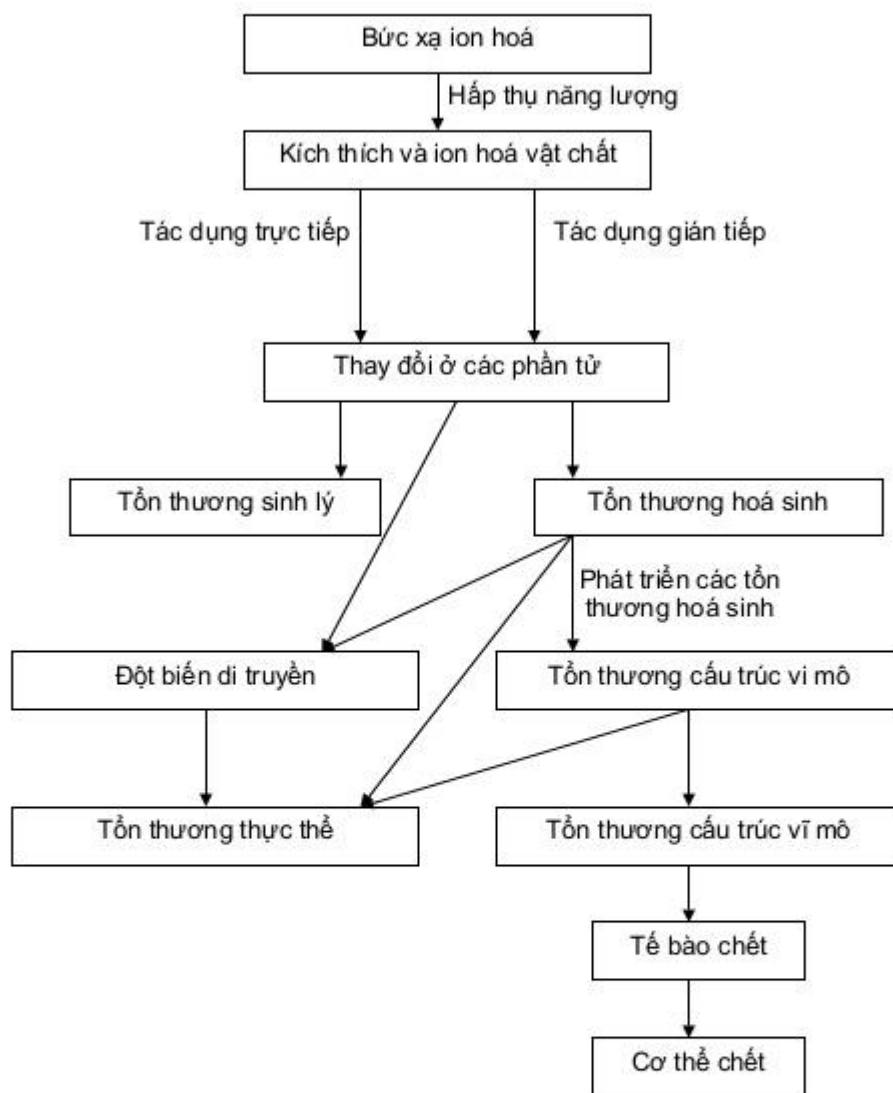 Bức xạ ion hoá
Hấp thụ năng lượng
Kích thích và ion hoá vật chất
Tác dụng trực tiếp
Tác dụng gián tiếp
Thay đổi ở các phần tử
Tổn thương sinh lý
Tổn thương hoá sinh
Phát triển các tổn
thương hoá sinh
Đột biến di truyền
Tổn thương cấu trúc vi mô
Tổn thương thực thể
Tổn thương cấu trúc vĩ mô
Tế bào chết
Cơ thể chết